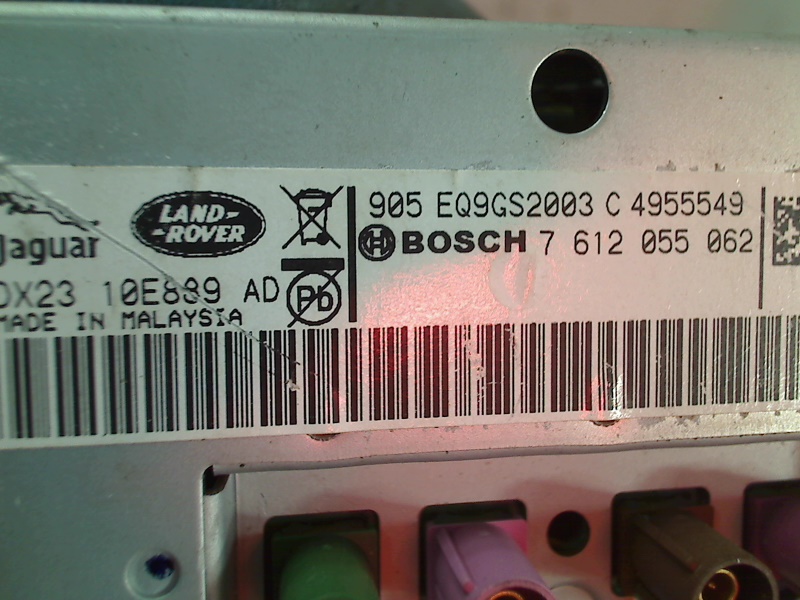 Jaguar
LAND-
-ROVER
Pb
905 EQ9GS2003 C 4955549
BOSCH 7 612 055 062
DX23 10E889 AD
MADE IN MALAYSIA